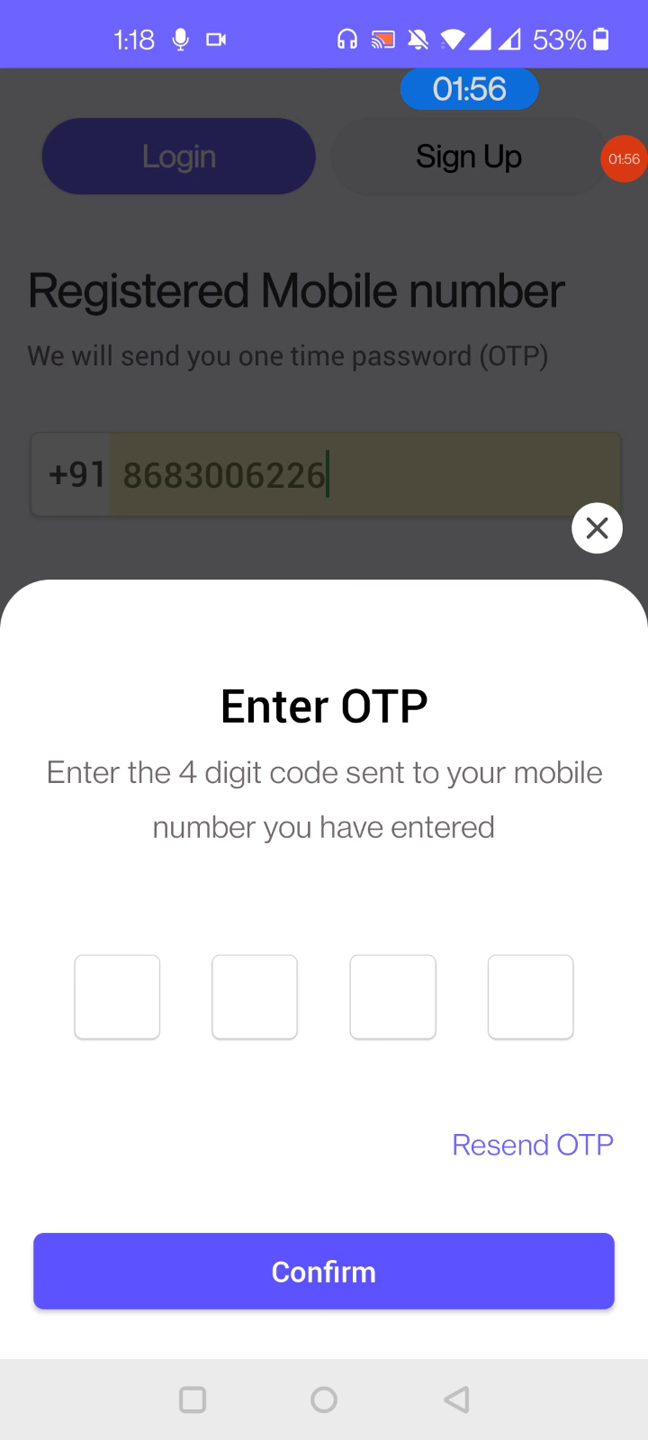 1:18 53%
01:56
Login Sign Up
01:56
Registered Mobile number
We will send you one time password (OTP)
+91 8683006226
Enter OTP
Enter the 4 digit code sent to your mobile
number you have entered
Resend OTP
Confirm